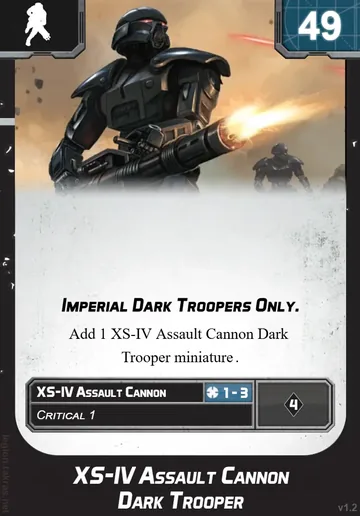 49
IMPERIAL DARK TROOPERS ONLY.
Add 1 XS-IV Assault Cannon Dark
Trooper miniature.
XS-IV ASSAULT CANNON
1 - 3
4
CRITICAL 1
XS-IV ASSAULT CANNON
DARK TROOPER
v1.2